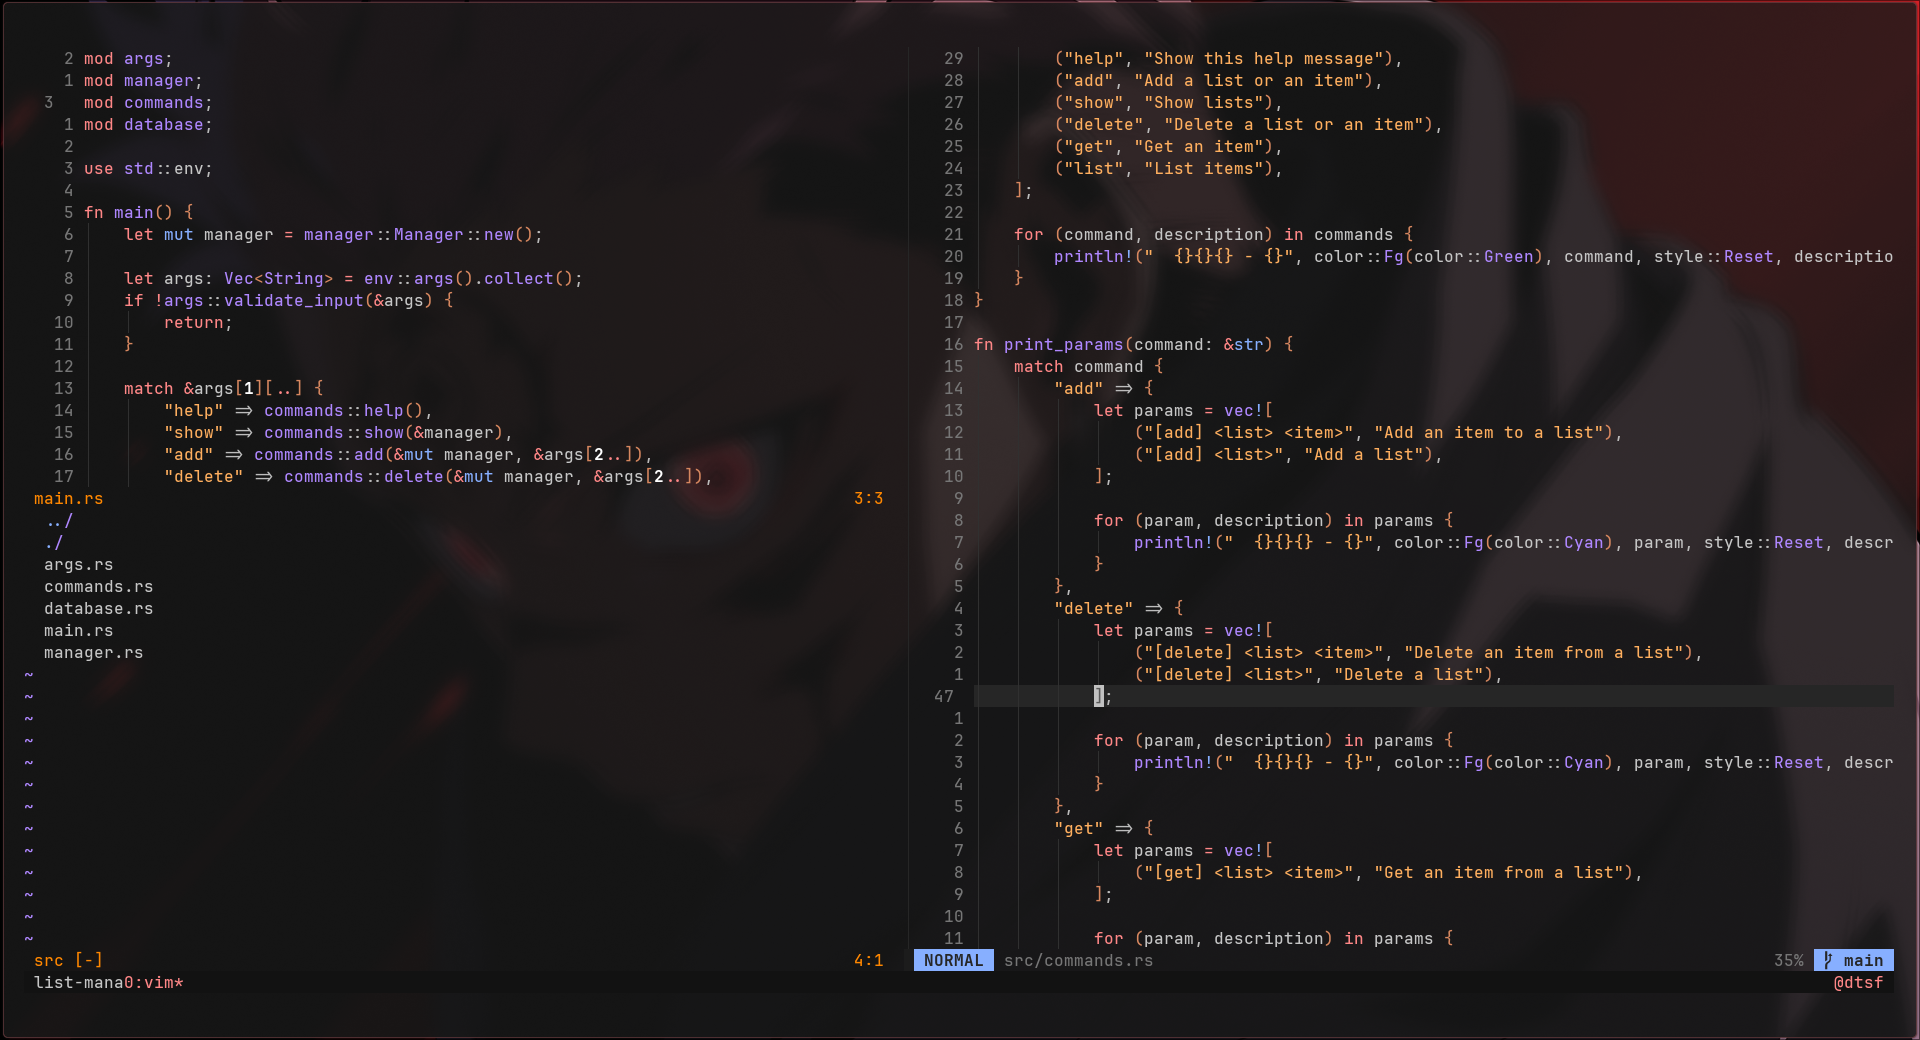 2 mod args;
1 mod manager;
3 mod commands;
1 mod database;
2
3 use std::env;
4
5 fn main() {
6     let mut manager = manager::Manager::new();
7
8     let args: Vec<String> = env::args().collect();
9     if !args::validate_input(&args) {
10         return;
11     }
12
13     match &args[1][..] {
14         "help" => commands::help(),
15         "show" => commands::show(&manager),
16         "add" => commands::add(&mut manager, &args[2..]),
17         "delete" => commands::delete(&mut manager, &args[2..]),
main.rs 3:3
../
./
args.rs
commands.rs
database.rs
main.rs
manager.rs
~
~
~
~
~
~
~
~
~
~
~
~
~
src [-] 4:1
29         ("help", "Show this help message"),
28         ("add", "Add a list or an item"),
27         ("show", "Show lists"),
26         ("delete", "Delete a list or an item"),
25         ("get", "Get an item"),
24         ("list", "List items"),
23     ];
22
21     for (command, description) in commands {
20         println!("  {}{}{} - {}", color::Fg(color::Green), command, style::Reset, descriptio
19     }
18 }
17
16 fn print_params(command: &str) {
15     match command {
14         "add" => {
13             let params = vec![
12                 ("[add] <list> <item>", "Add an item to a list"),
11                 ("[add] <list>", "Add a list"),
10             ];
9
8             for (param, description) in params {
7                 println!("  {}{}{} - {}", color::Fg(color::Cyan), param, style::Reset, descr
6             }
5         },
4         "delete" => {
3             let params = vec![
2                 ("[delete] <list> <item>", "Delete an item from a list"),
1                 ("[delete] <list>", "Delete a list"),
47             ];
1
2             for (param, description) in params {
3                 println!("  {}{}{} - {}", color::Fg(color::Cyan), param, style::Reset, descr
4             }
5         },
6         "get" => {
7             let params = vec![
8                 ("[get] <list> <item>", "Get an item from a list"),
9             ];
10
11             for (param, description) in params {
NORMAL src/commands.rs 35% main
list-mana0:vim* @dtsf